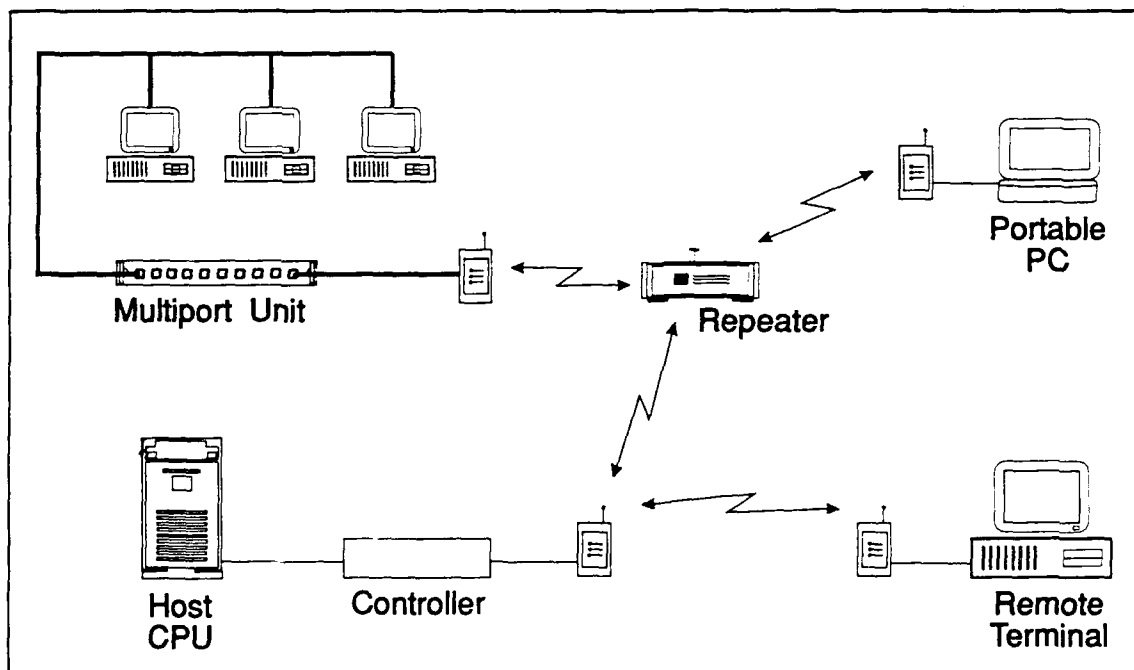 Portable
PC
Multiport Unit
Repeater
Host
CPU
Controller
Remote
Terminal